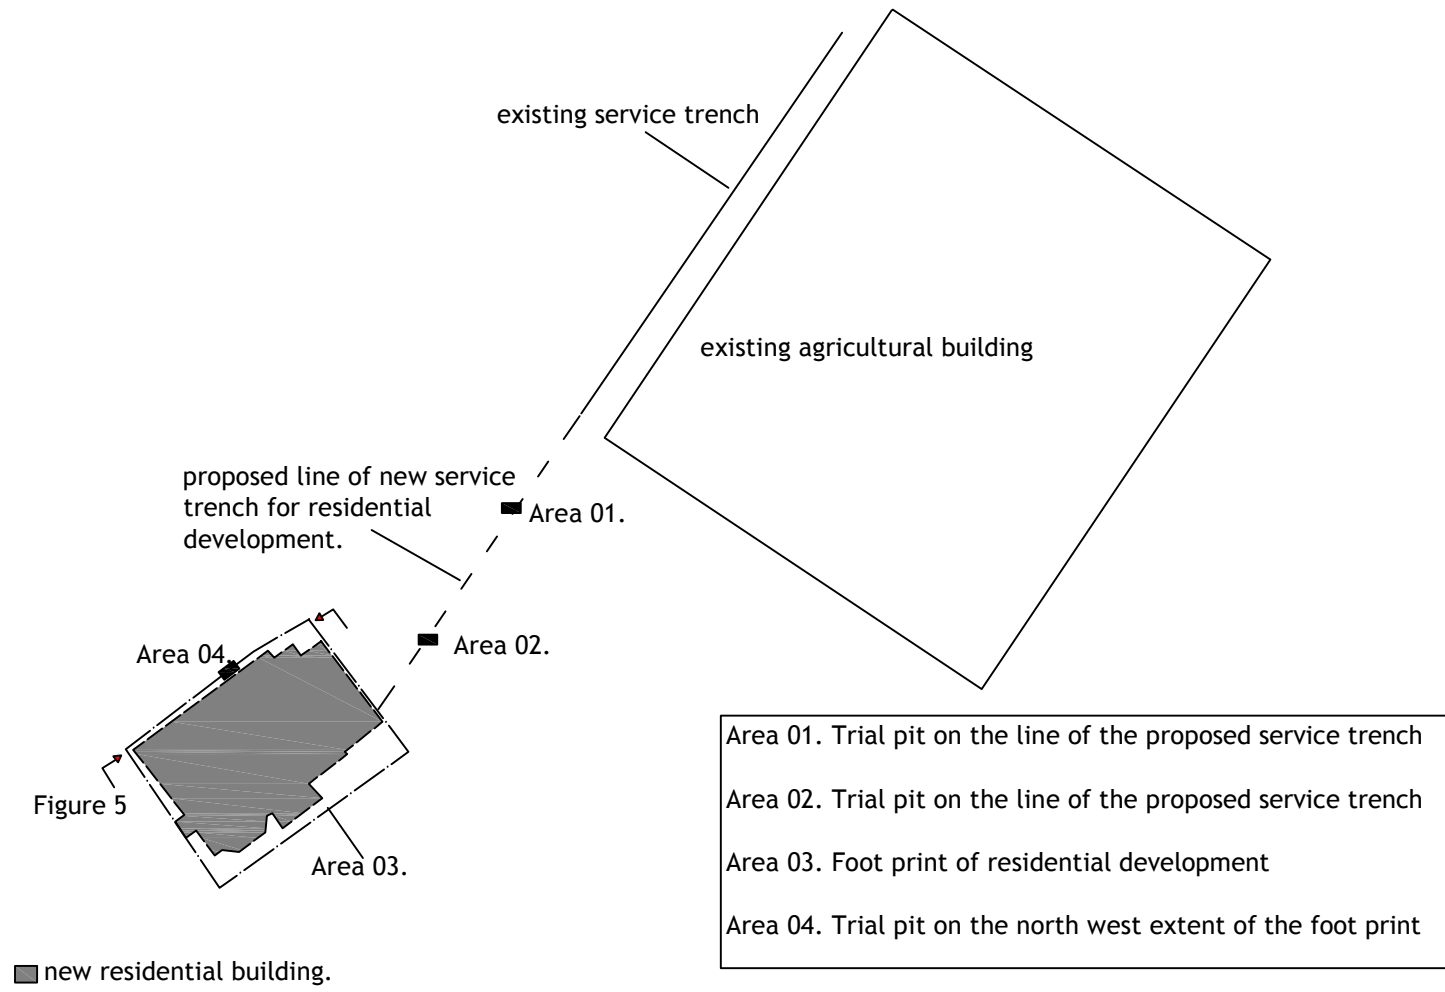 existing service trench
existing agricultural building
proposed line of new service
trench for residential
development.
Area 01.
Area 02.
Area 04.
Figure 5
Area 03.
Area 01. Trial pit on the line of the proposed service trench
Area 02. Trial pit on the line of the proposed service trench
Area 03. Foot print of residential development
Area 04. Trial pit on the north west extent of the foot print
new residential building.